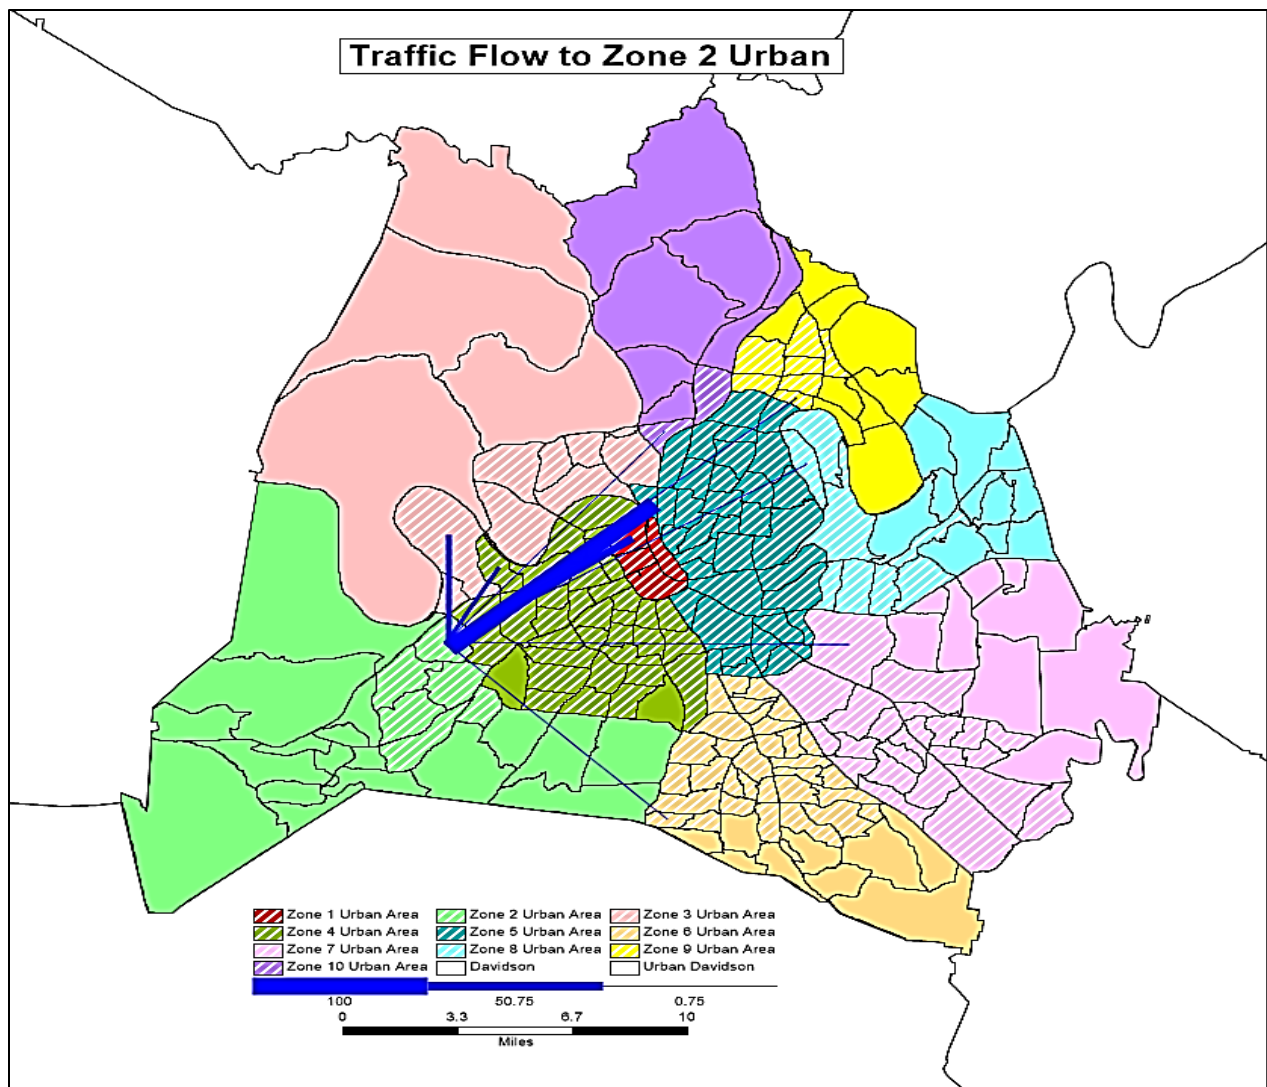 Traffic Flow to Zone 2 Urban
Zone 1 Urban Area Zone 2 Urban Area Zone 3 Urban Area
Zone 4 Urban Area Zone 5 Urban Area Zone 6 Urban Area
Zone 7 Urban Area Zone 8 Urban Area Zone 9 Urban Area
Zone 10 Urban Area Davidson Urban Davidson
100 50.75 0.75
0 3.3 6.7 10
Miles